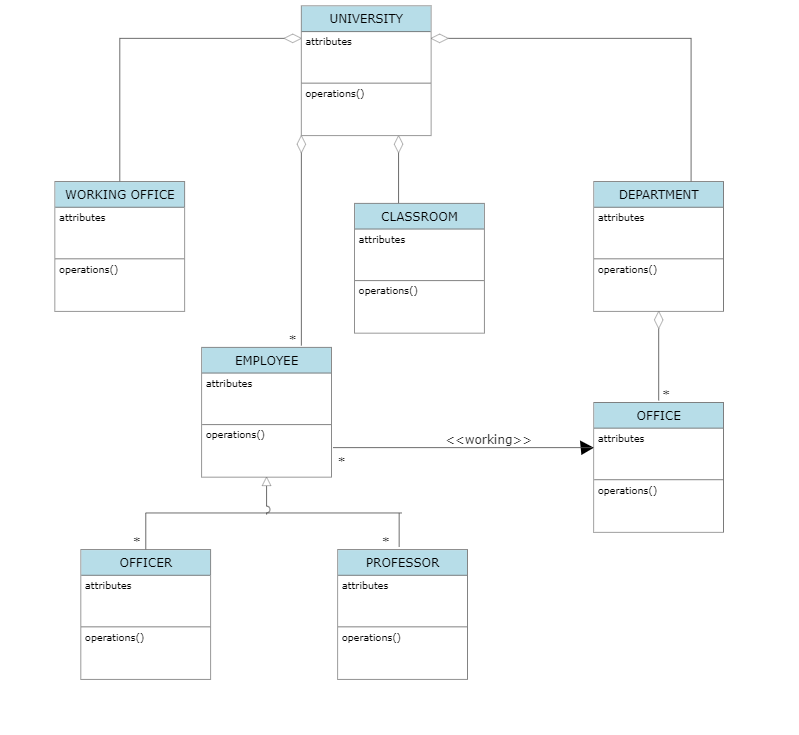 UNIVERSITY
attributes
operations()
WORKING OFFICE
attributes
operations()
CLASSROOM
attributes
operations()
DEPARTMENT
attributes
operations()
*
EMPLOYEE
attributes
operations()
*
<<working>>
*
OFFICE
attributes
operations()
*
OFFICER
attributes
operations()
*
PROFESSOR
attributes
operations()